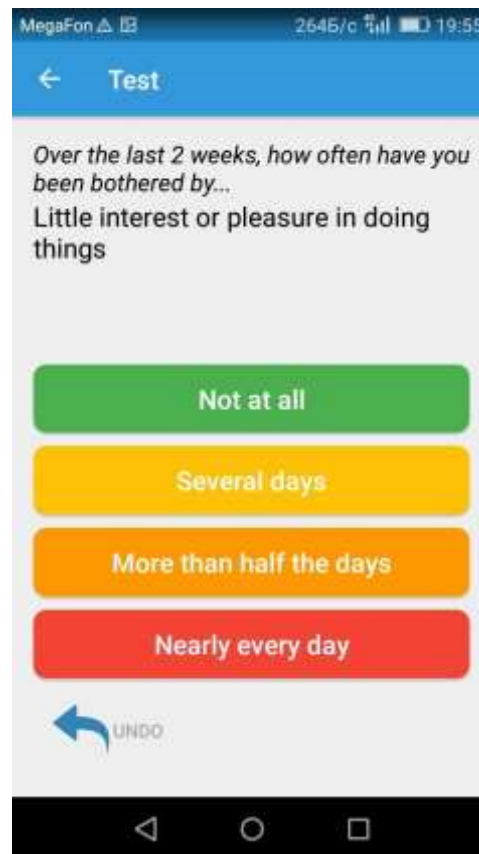 MegaFon 264Б/с 19:55
Test
Over the last 2 weeks, how often have you
been bothered by...
Little interest or pleasure in doing
things
Not at all
Several days
More than half the days
Nearly every day
UNDO